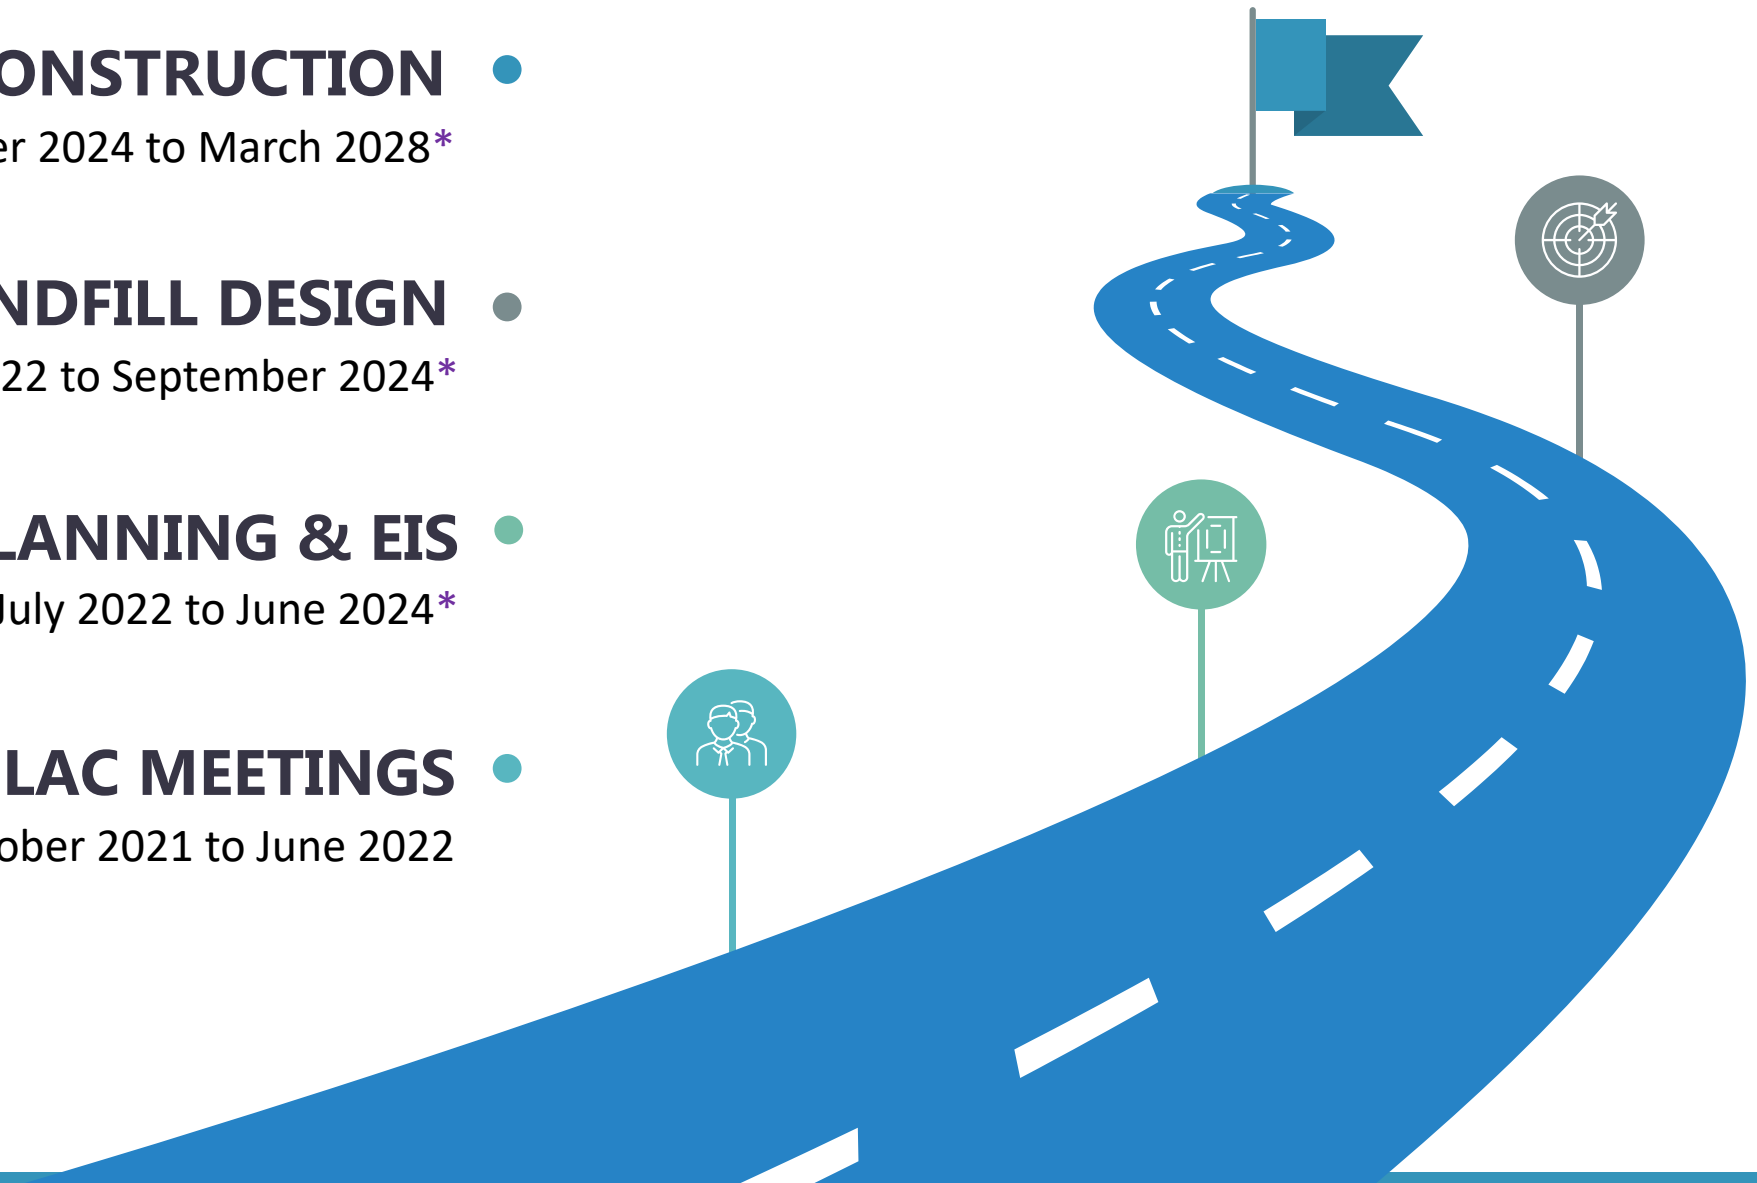 ONSTRUCTION
er 2024 to March 2028*
NDFILL DESIGN
22 to September 2024*
LANNING & EIS
July 2022 to June 2024*
LAC MEETINGS
ober 2021 to June 2022